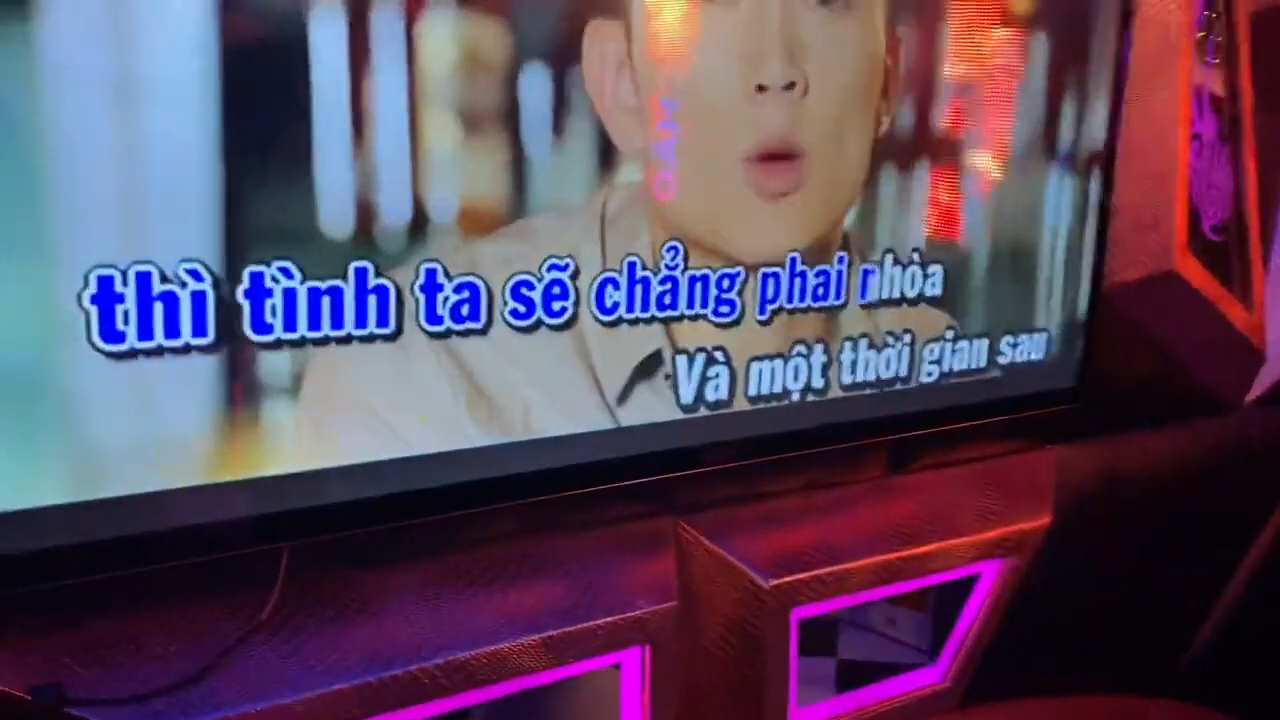 thì tình ta sẽ chẳng phai nhòa
Và một thời gian sau